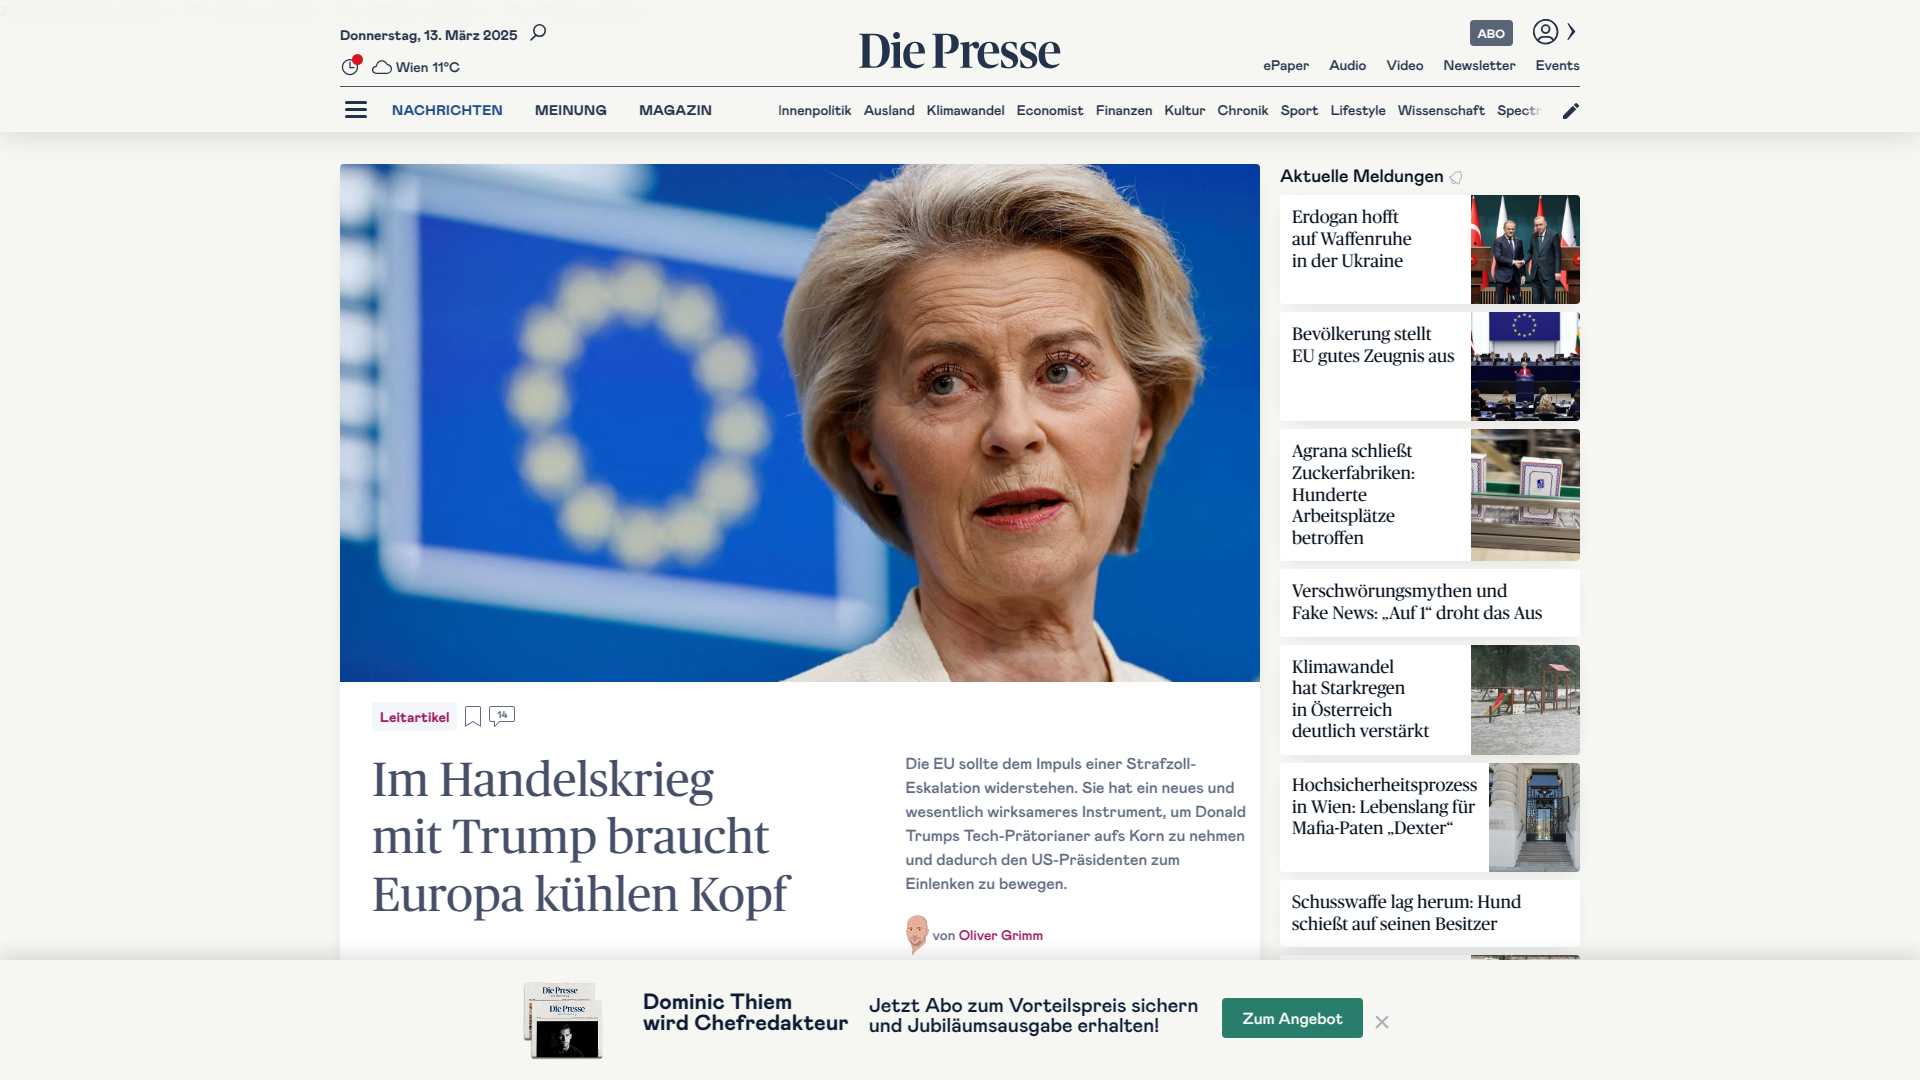 Donnerstag, 13. März 2025
Wien 11°C
Die Presse
ABO
ePaper Audio Video Newsletter Events
NACHRICHTEN MEINUNG MAGAZIN
Innenpolitik Ausland Klimawandel Economist Finanzen Kultur Chronik Sport Lifestyle Wissenschaft Spectr
Leitartikel
14
Im Handelskrieg
mit Trump braucht
Europa kühlen Kopf
Die EU sollte dem Impuls einer Strafzoll-
Eskalation widerstehen. Sie hat ein neues und
wesentlich wirksameres Instrument, um Donald
Trumps Tech-Prätorianer aufs Korn zu nehmen
und dadurch den US-Präsidenten zum
Einlenken zu bewegen.
von Oliver Grimm
Aktuelle Meldungen
Erdogan hofft
auf Waffenruhe
in der Ukraine
Bevölkerung stellt
EU gutes Zeugnis aus
Agrana schließt
Zuckerfabriken:
Hunderte
Arbeitsplätze
betroffen
Verschwörungsmythen und
Fake News: „Auf 1“ droht das Aus
Klimawandel
hat Starkregen
in Österreich
deutlich verstärkt
Hochsicherheitsprozess
in Wien: Lebenslang für
Mafia-Paten „Dexter“
Schusswaffe lag herum: Hund
schießt auf seinen Besitzer
Die Presse
Die Presse
Dominic Thiem
wird Chefredakteur
Jetzt Abo zum Vorteilspreis sichern
und Jubiläumsausgabe erhalten!
Zum Angebot